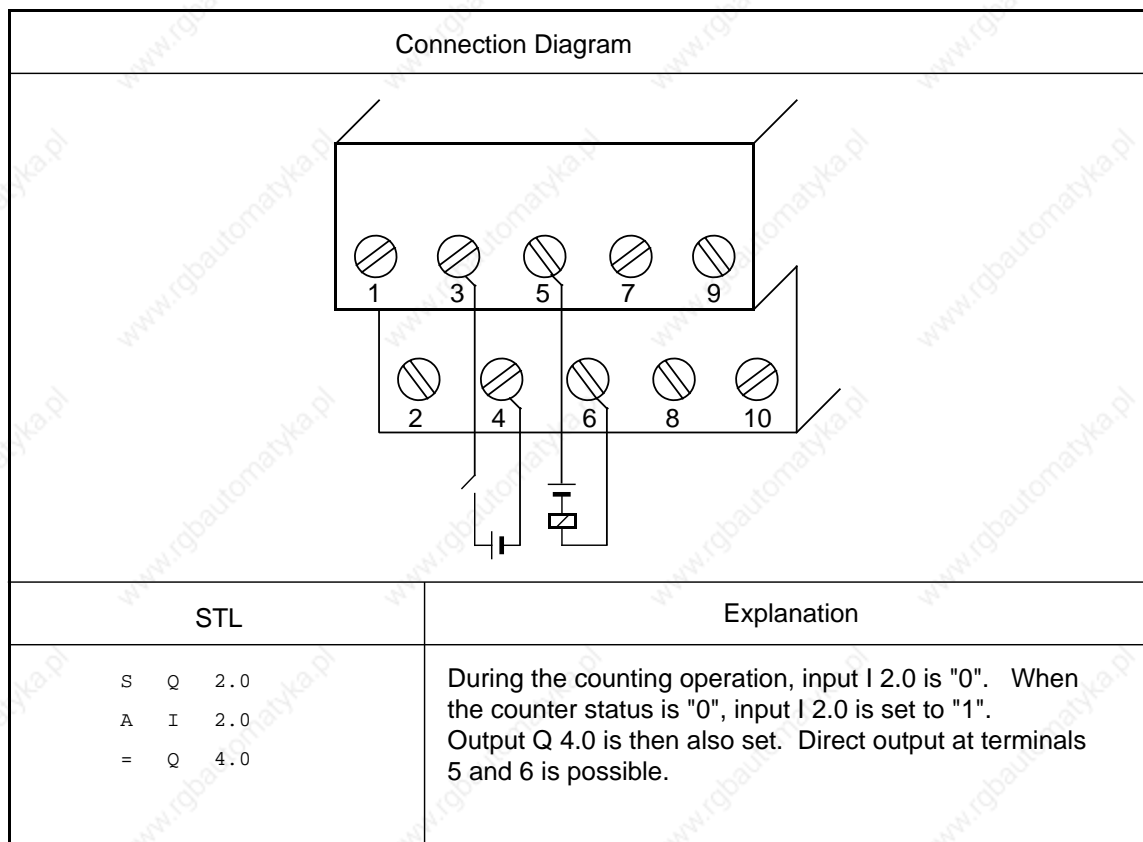 Connection Diagram
1 3 5 7 9
2 4 6 8 10
STL
Explanation
S Q 2.0
A I 2.0
= Q 4.0
During the counting operation, input I 2.0 is "0". When
the counter status is "0", input I 2.0 is set to "1".
Output Q 4.0 is then also set. Direct output at terminals
5 and 6 is possible.
www.rgbautomatyka.pl